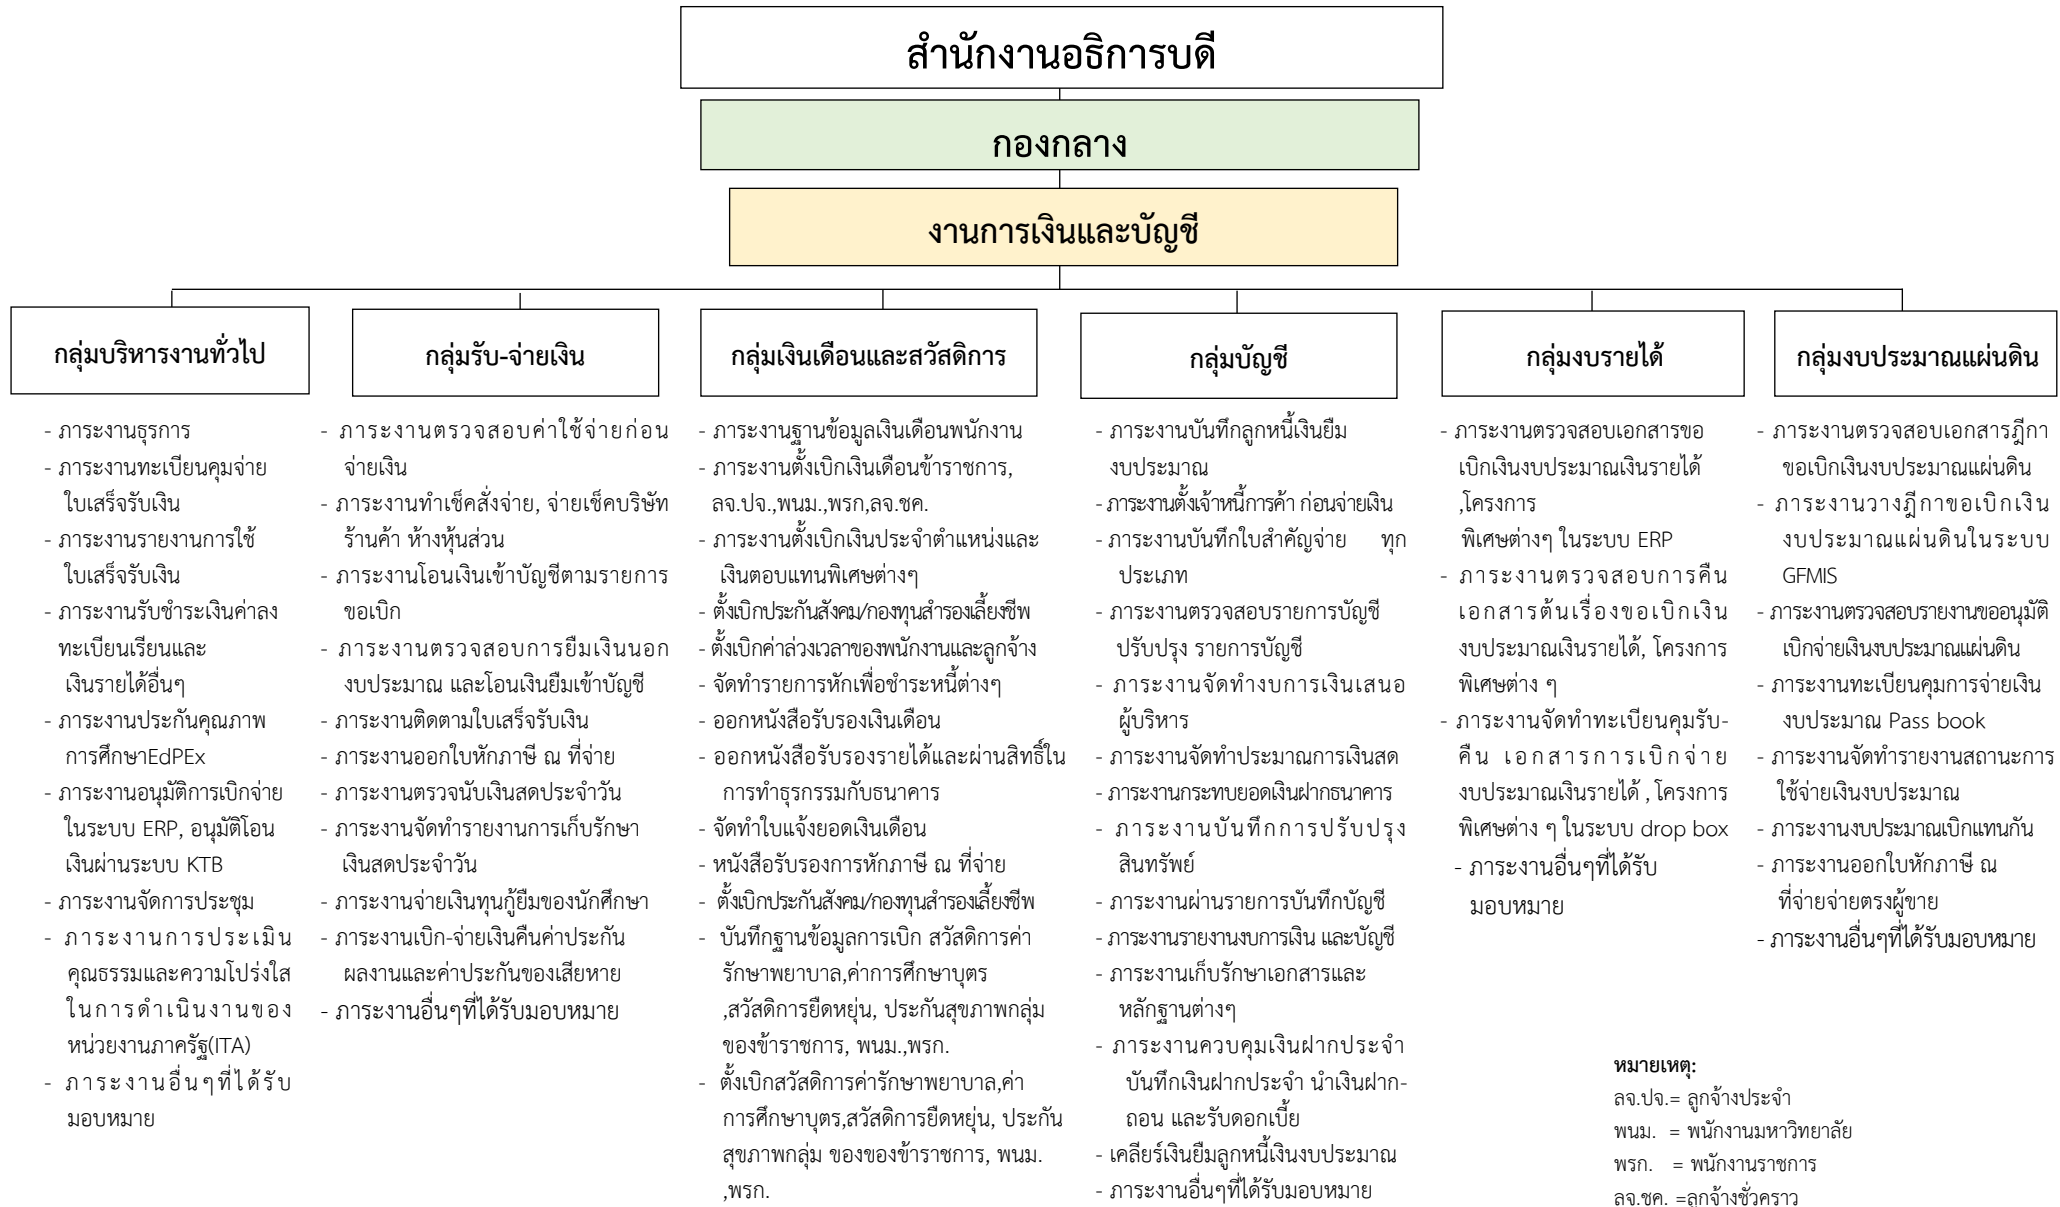 สำนักงานอธิการบดี
กองกลาง
งานการเงินและบัญชี
กลุ่มบริหารงานทั่วไป
- ภาระงานธุรการ
- ภาระงานทะเบียนคุมจ่าย
ใบเสร็จรับเงิน
- ภาระงานรายงานการใช้
ใบเสร็จรับเงิน
- ภาระงานรับชำระเงินค่าลง
ทะเบียนเรียนและ
เงินรายได้อื่นๆ
- ภาระงานประกันคุณภาพ
การศึกษาEdPEx
- ภาระงานอนุมัติการเบิกจ่าย
ในระบบ ERP, อนุมัติโอน
เงินผ่านระบบ KTB
- ภาระงานจัดการประชุม
- ภาระงานการประเมิน
คุณธรรมและความโปร่งใส
ในการดำเนินงานของ
หน่วยงานภาครัฐ(ITA)
- ภาระงานอื่นๆที่ได้รับ
มอบหมาย
กลุ่มรับ-จ่ายเงิน
- ภาระงานตรวจสอบค่าใช้จ่ายก่อน
จ่ายเงิน
- ภาระงานทำเช็คสั่งจ่าย, จ่ายเช็คบริษัท
ร้านค้า ห้างหุ้นส่วน
- ภาระงานโอนเงินเข้าบัญชีตามรายการ
ขอเบิก
- ภาระงานตรวจสอบการยืมเงินนอก
งบประมาณ และโอนเงินยืมเข้าบัญชี
- ภาระงานติดตามใบเสร็จรับเงิน
- ภาระงานออกใบหักภาษี ณ ที่จ่าย
- ภาระงานตรวจนับเงินสดประจำวัน
- ภาระงานจัดทำรายงานการเก็บรักษา
เงินสดประจำวัน
- ภาระงานจ่ายเงินทุนกู้ยืมของนักศึกษา
- ภาระงานเบิก-จ่ายเงินคืนค่าประกัน
ผลงานและค่าประกันของเสียหาย
- ภาระงานอื่นๆที่ได้รับมอบหมาย
กลุ่มเงินเดือนและสวัสดิการ
- ภาระงานฐานข้อมูลเงินเดือนพนักงาน
- ภาระงานตั้งเบิกเงินเดือนข้าราชการ,
ลจ.ปจ.,พนม.,พรก,ลจ.ชค.
- ภาระงานตั้งเบิกเงินประจำตำแหน่งและ
เงินตอบแทนพิเศษต่างๆ
- ตั้งเบิกประกันสังคม/กองทุนสำรองเลี้ยงชีพ
- ตั้งเบิกค่าล่วงเวลาของพนักงานและลูกจ้าง
- จัดทำรายการหักเพื่อชำระหนี้ต่างๆ
- ออกหนังสือรับรองเงินเดือน
- ออกหนังสือรับรองรายได้และผ่านสิทธิ์ใน
การทำธุรกรรมกับธนาคาร
- จัดทำใบแจ้งยอดเงินเดือน
- หนังสือรับรองการหักภาษี ณ ที่จ่าย
- ตั้งเบิกประกันสังคม/กองทุนสำรองเลี้ยงชีพ
- บันทึกฐานข้อมูลการเบิก สวัสดิการค่า
รักษาพยาบาล,ค่าการศึกษาบุตร
,สวัสดิการยืดหยุ่น, ประกันสุขภาพกลุ่ม
ของข้าราชการ, พนม.,พรก.
- ตั้งเบิกสวัสดิการค่ารักษาพยาบาล,ค่า
การศึกษาบุตร,สวัสดิการยืดหยุ่น, ประกัน
สุขภาพกลุ่ม ของของข้าราชการ, พนม.
,พรก.
กลุ่มบัญชี
- ภาระงานบันทึกลูกหนี้เงินยืม
งบประมาณ
- ภาระงานตั้งเจ้าหนี้การค้า ก่อนจ่ายเงิน
- ภาระงานบันทึกใบสำคัญจ่าย ทุก
ประเภท
- ภาระงานตรวจสอบรายการบัญชี
ปรับปรุง รายการบัญชี
- ภาระงานจัดทำงบการเงินเสนอ
ผู้บริหาร
- ภาระงานจัดทำประมาณการเงินสด
- ภาระงานกระทบยอดเงินฝากธนาคาร
- ภาระงานบันทึกการปรับปรุง
สินทรัพย์
- ภาระงานผ่านรายการบันทึกบัญชี
- ภาระงานรายงานงบการเงิน และบัญชี
- ภาระงานเก็บรักษาเอกสารและ
หลักฐานต่างๆ
- ภาระงานควบคุมเงินฝากประจำ
บันทึกเงินฝากประจำ นำเงินฝาก-
ถอน และรับดอกเบี้ย
- เคลียร์เงินยืมลูกหนี้เงินงบประมาณ
- ภาระงานอื่นๆที่ได้รับมอบหมาย
กลุ่มงบรายได้
- ภาระงานตรวจสอบเอกสารขอ
เบิกเงินงบประมาณเงินรายได้
,โครงการ
พิเศษต่างๆ ในระบบ ERP
- ภาระงานตรวจสอบการคืน
เอกสารต้นเรื่องขอเบิกเงิน
งบประมาณเงินรายได้, โครงการ
พิเศษต่าง ๆ
- ภาระงานจัดทำทะเบียนคุมรับ-
คืน เอกสารการเบิกจ่าย
งบประมาณเงินรายได้ , โครงการ
พิเศษต่าง ๆ ในระบบ drop box
- ภาระงานอื่นๆที่ได้รับ
มอบหมาย
กลุ่มงบประมาณแผ่นดิน
- ภาระงานตรวจสอบเอกสารฎีกา
ขอเบิกเงินงบประมาณแผ่นดิน
- ภาระงานวางฎีกาขอเบิกเงิน
งบประมาณแผ่นดินในระบบ
GFMIS
- ภาระงานตรวจสอบรายงานขออนุมัติ
เบิกจ่ายเงินงบประมาณแผ่นดิน
- ภาระงานทะเบียนคุมการจ่ายเงิน
งบประมาณ Pass book
- ภาระงานจัดทำรายงานสถานะการ
ใช้จ่ายเงินงบประมาณ
- ภาระงานงบประมาณเบิกแทนกัน
- ภาระงานออกใบหักภาษี ณ
ที่จ่ายจ่ายตรงผู้ขาย
- ภาระงานอื่นๆที่ได้รับมอบหมาย
หมายเหตุ:
ลจ.ปจ.= ลูกจ้างประจำ
พนม. = พนักงานมหาวิทยาลัย
พรก. = พนักงานราชการ
ลจ.ชค. =ลูกจ้างชั่วคราว